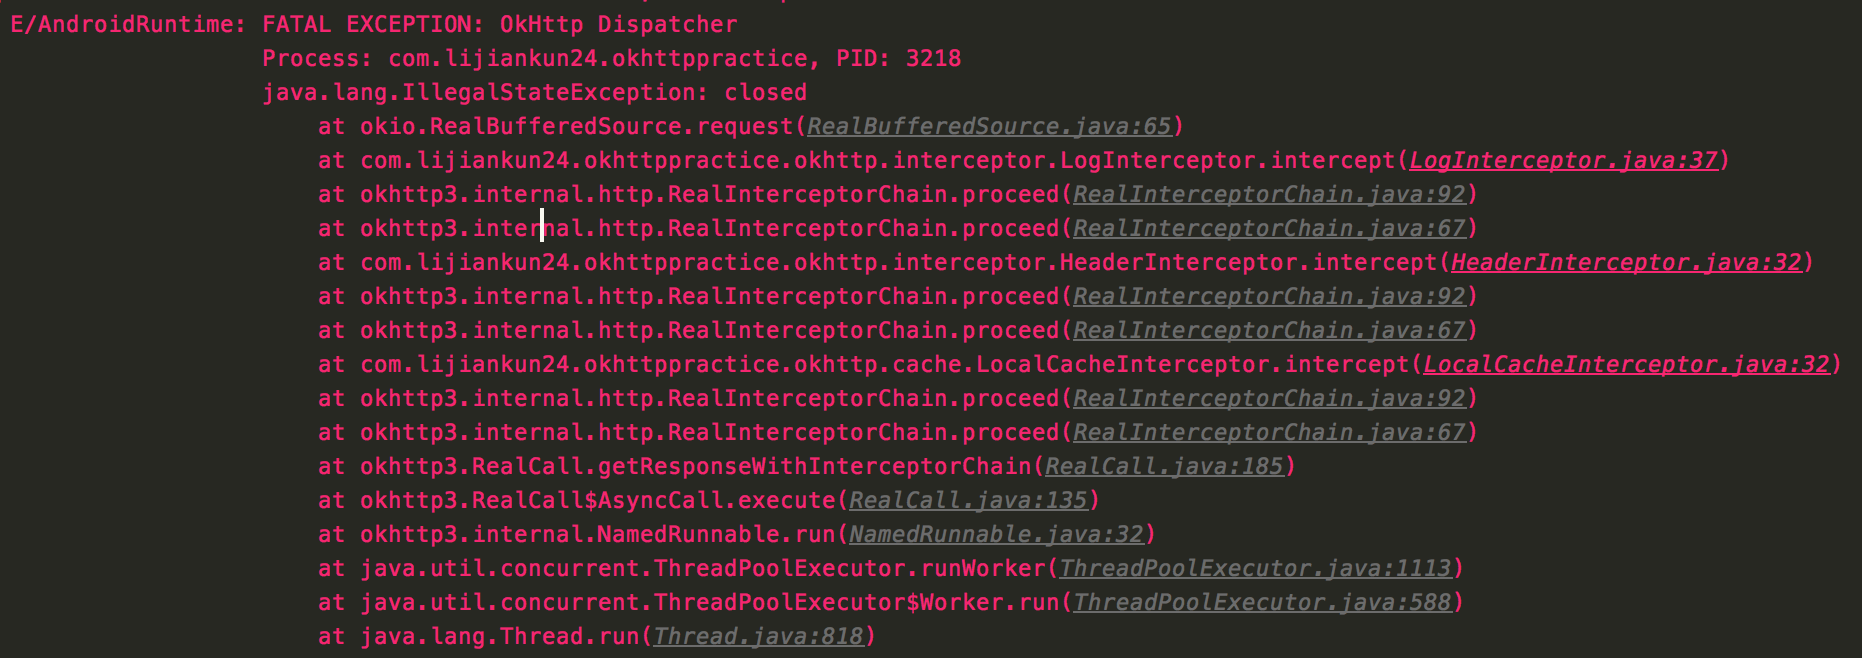 E/AndroidRuntime: FATAL EXCEPTION: OkHttp Dispatcher
Process: com.lijiankun24.okhttppractice, PID: 3218
java.lang.IllegalStateException: closed
at okio.RealBufferedSource.request(RealBufferedSource.java:65)
at com.lijiankun24.okhttppractice.okhttp.interceptor.LogInterceptor.intercept(LogInterceptor.java:37)
at okhttp3.internal.http.RealInterceptorChain.proceed(RealInterceptorChain.java:92)
at okhttp3.internal.http.RealInterceptorChain.proceed(RealInterceptorChain.java:67)
at com.lijiankun24.okhttppractice.okhttp.interceptor.HeaderInterceptor.intercept(HeaderInterceptor.java:32)
at okhttp3.internal.http.RealInterceptorChain.proceed(RealInterceptorChain.java:92)
at okhttp3.internal.http.RealInterceptorChain.proceed(RealInterceptorChain.java:67)
at com.lijiankun24.okhttppractice.okhttp.cache.LocalCacheInterceptor.intercept(LocalCacheInterceptor.java:32)
at okhttp3.internal.http.RealInterceptorChain.proceed(RealInterceptorChain.java:92)
at okhttp3.internal.http.RealInterceptorChain.proceed(RealInterceptorChain.java:67)
at okhttp3.RealCall.getResponseWithInterceptorChain(RealCall.java:185)
at okhttp3.RealCall$AsyncCall.execute(RealCall.java:135)
at okhttp3.internal.NamedRunnable.run(NamedRunnable.java:32)
at java.util.concurrent.ThreadPoolExecutor.runWorker(ThreadPoolExecutor.java:1113)
at java.util.concurrent.ThreadPoolExecutor$Worker.run(ThreadPoolExecutor.java:588)
at java.lang.Thread.run(Thread.java:818)